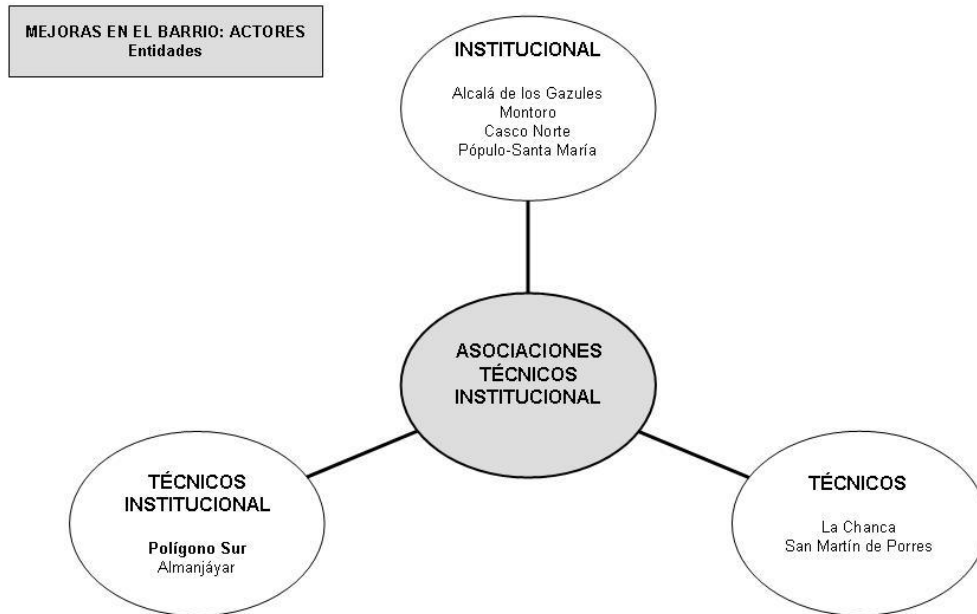 MEJORAS EN EL BARRIO: ACTORES
Entidades
INSTITUCIONAL
Alcalá de los Gazules
Montoro
Casco Norte
Pópulo-Santa María
ASOCIACIONES
TÉCNICOS
INSTITUCIONAL
TÉCNICOS
INSTITUCIONAL
Polígono Sur
Almanjáyar
TÉCNICOS
La Chanca
San Martín de Porres